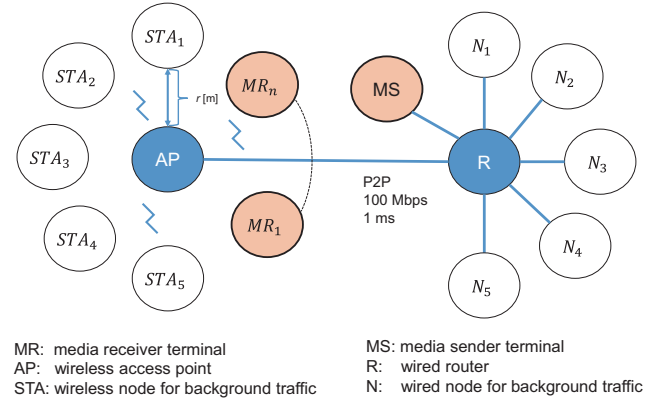 STA1
STA2
STA3
STA4
STA5
r [m]
AP
MRn
MR1
P2P
100 Mbps
1 ms
MS
R
N1
N2
N3
N4
N5
MR: media receiver terminal
AP: wireless access point
STA: wireless node for background traffic
MS: media sender terminal
R: wired router
N: wired node for background traffic